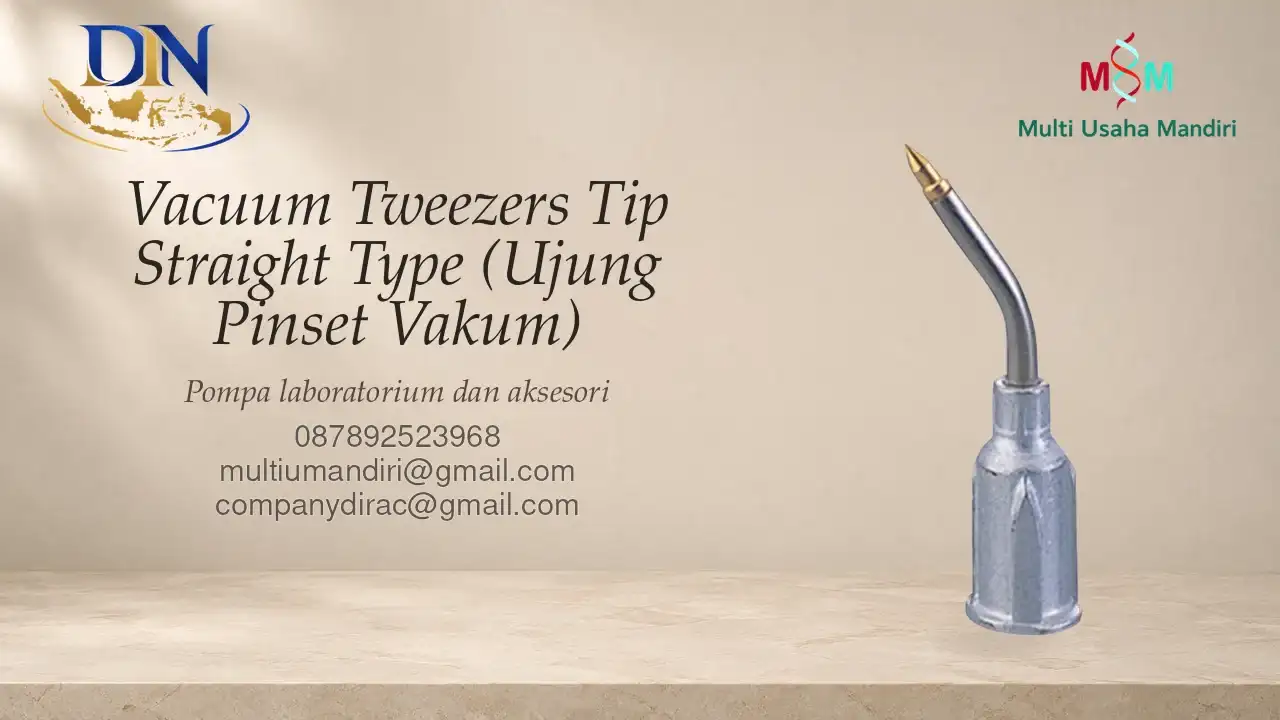 DIN
MSM
Multi Usaha Mandiri
Vacuum Tweezers Tip
Straight Type (Ujung
Pinset Vakum)
Pompa laboratorium dan aksesori
087892523968
multiumandiri@gmail.com
companydirac@gmail.com